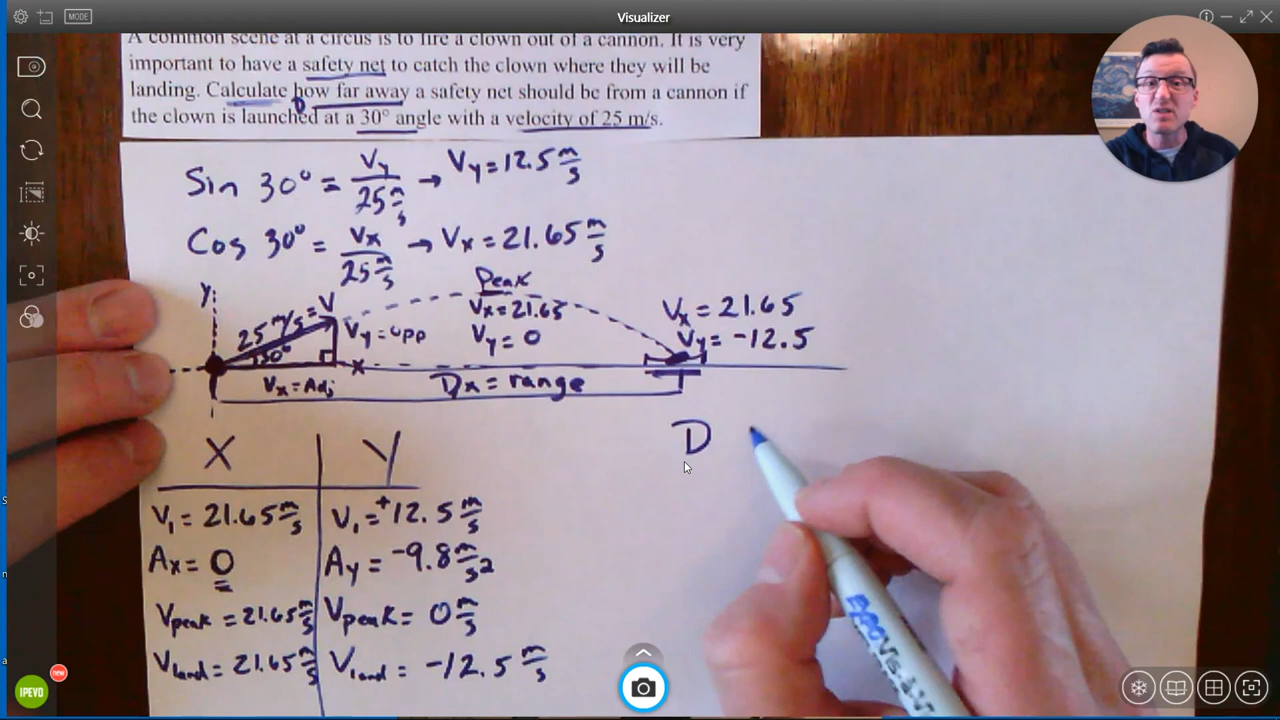 MODE
Visualizer
A common scene at a circus is to fire a clown out of a cannon. It is very
important to have a safety net to catch the clown where they will be
landing. Calculate how far away a safety net should be from a cannon if
the clown is launched at a 30° angle with a velocity of 25 m/s.
D
Sin 30° = Vy / 25 m/s → Vy = 12.5 m/s
Cos 30° = Vx / 25 m/s → Vx = 21.65 m/s
Y
25 m/s = V
30°
Vy = opp
Vx = Adj
x
Peak
Vx = 21.65
Vy = 0
Vx = 21.65
Vy = -12.5
Dx = range
D
X | Y
V1 = 21.65 m/s | V1 = +12.5 m/s
Ax = 0 | Ay = -9.8 m/s2
Vpeak = 21.65 m/s | Vpeak = 0 m/s
Vland = 21.65 m/s | Vland = -12.5 m/s
IPEVO
new